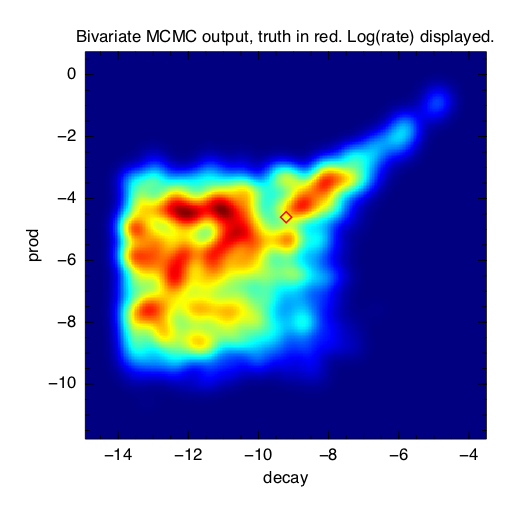 Bivariate MCMC output, truth in red. Log(rate) displayed.
0
−2
−4
−6
−8
−10
prod
−14 −12 −10 −8 −6 −4
decay